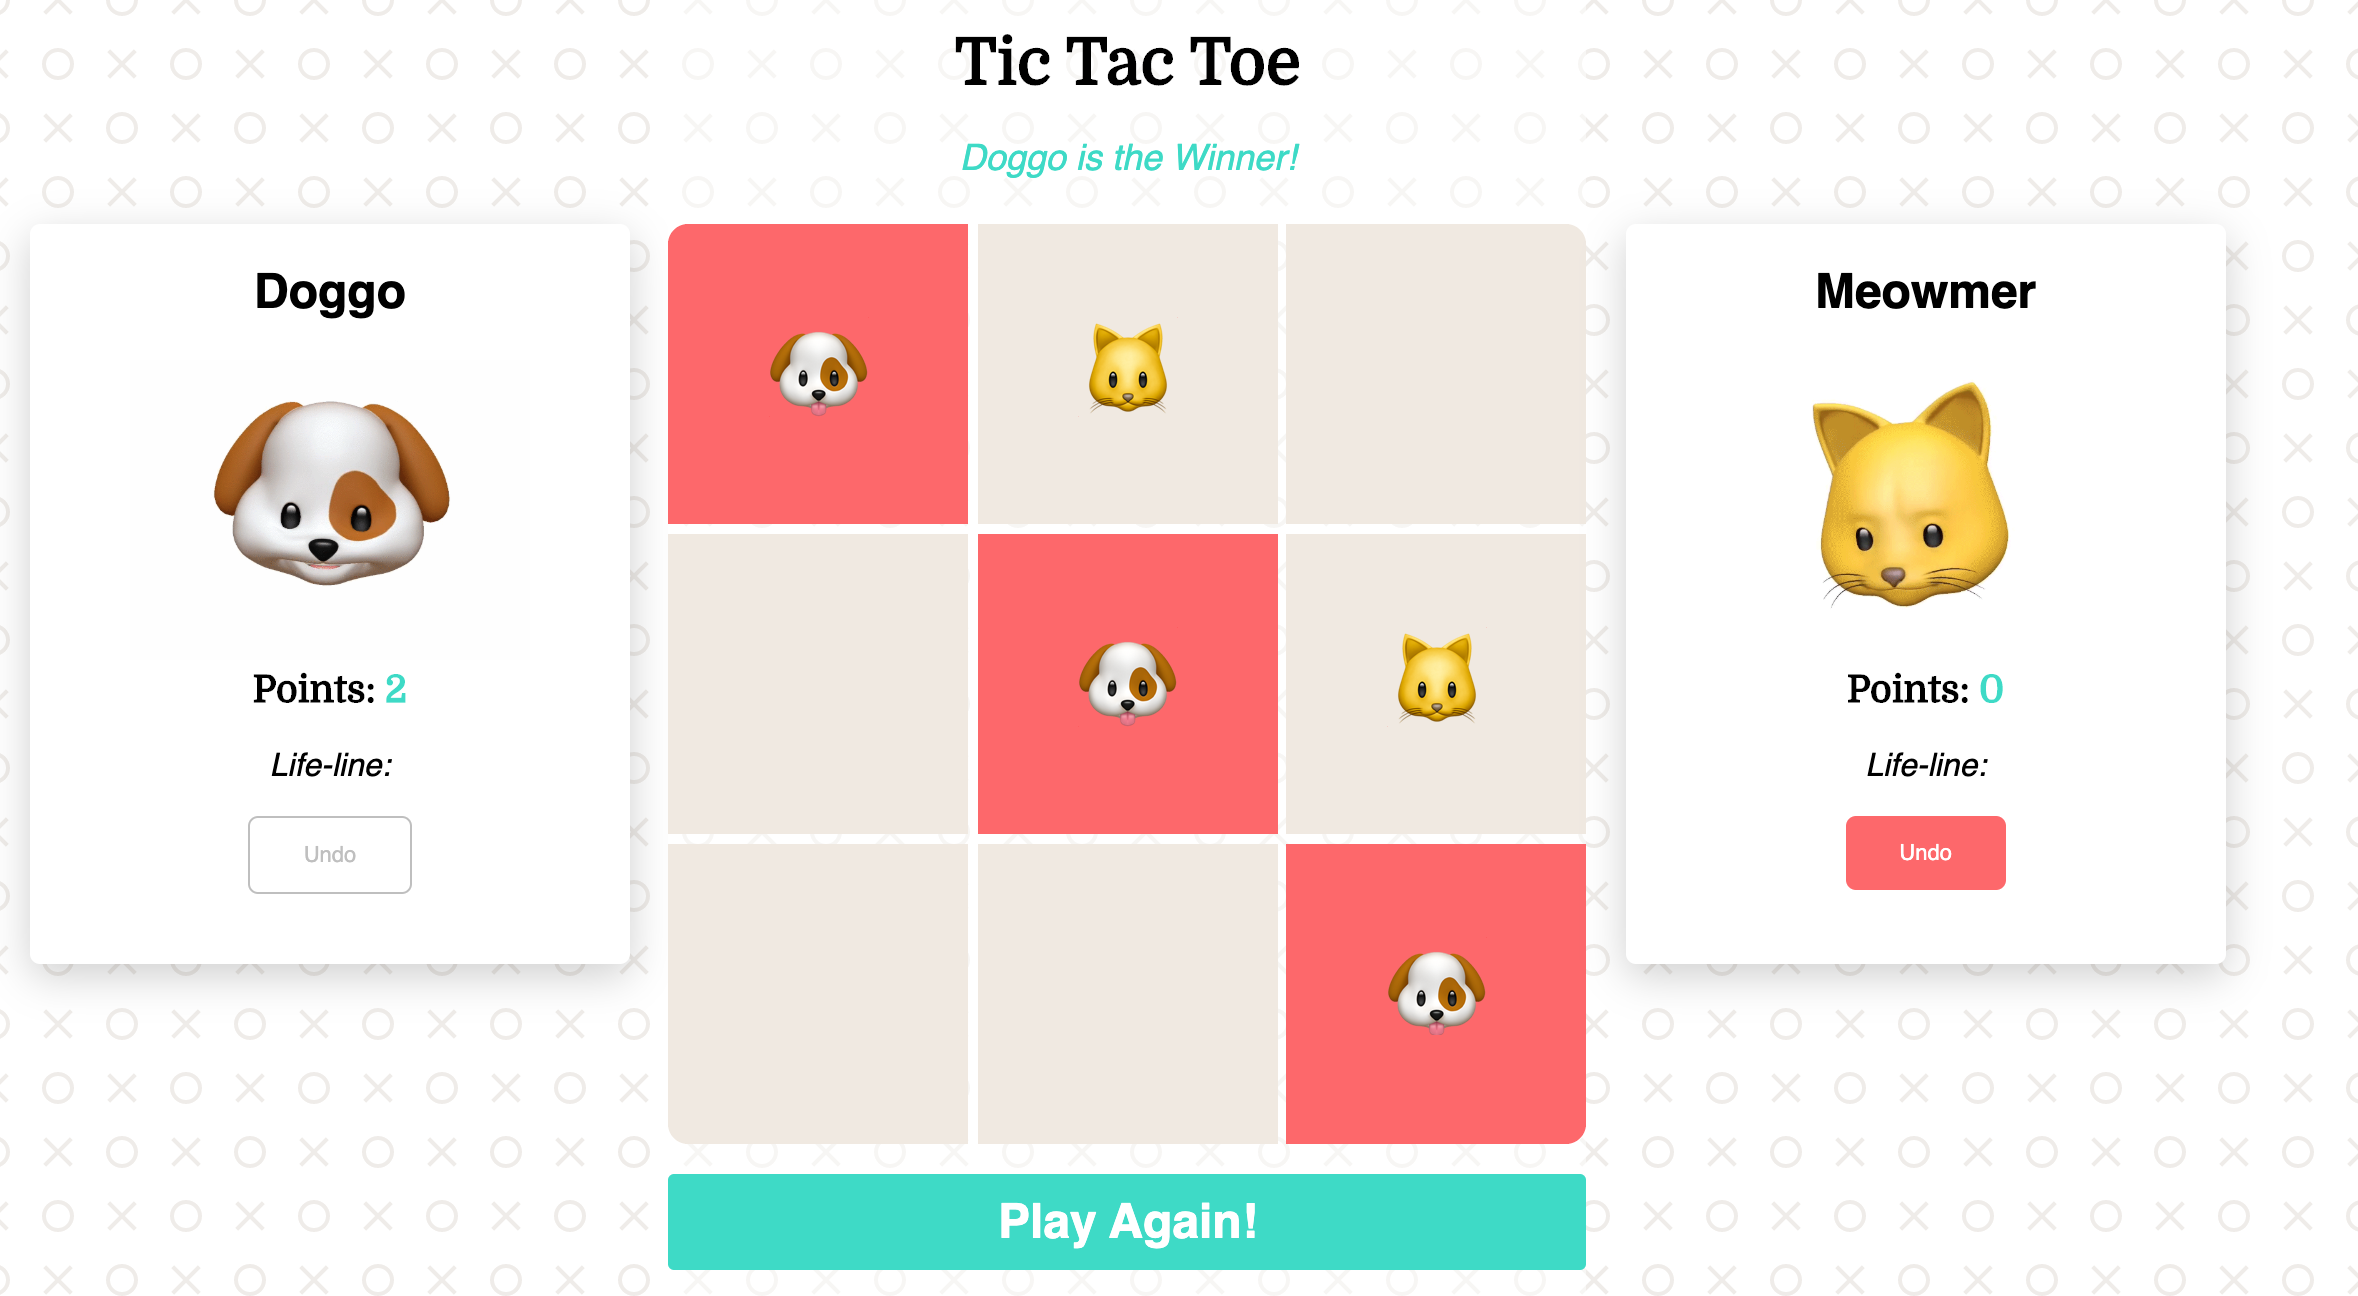 Tic Tac Toe
Doggo is the Winner!
Doggo
Points: 2
Life-line:
Undo
Meowmer
Points: 0
Life-line:
Undo
Play Again!